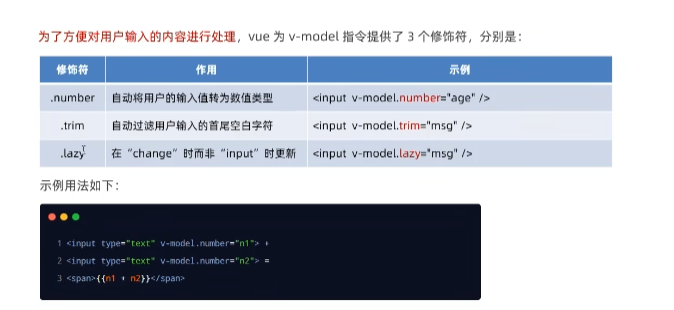 为了方便对用户输入的内容进行处理，vue 为 v-model 指令提供了 3 个修饰符，分别是：
修饰符 作用 示例
.number 自动将用户的输入值转为数值类型 <input v-model.number="age" />
.trim 自动过滤用户输入的首尾空白字符 <input v-model.trim="msg" />
.lazy 在“change”时而非“input”时更新 <input v-model.lazy="msg" />
示例用法如下：
1 <input type="text" v-model.number="n1"> +
2 <input type="text" v-model.number="n2"> =
3 <span>{{n1 + n2}}</span>